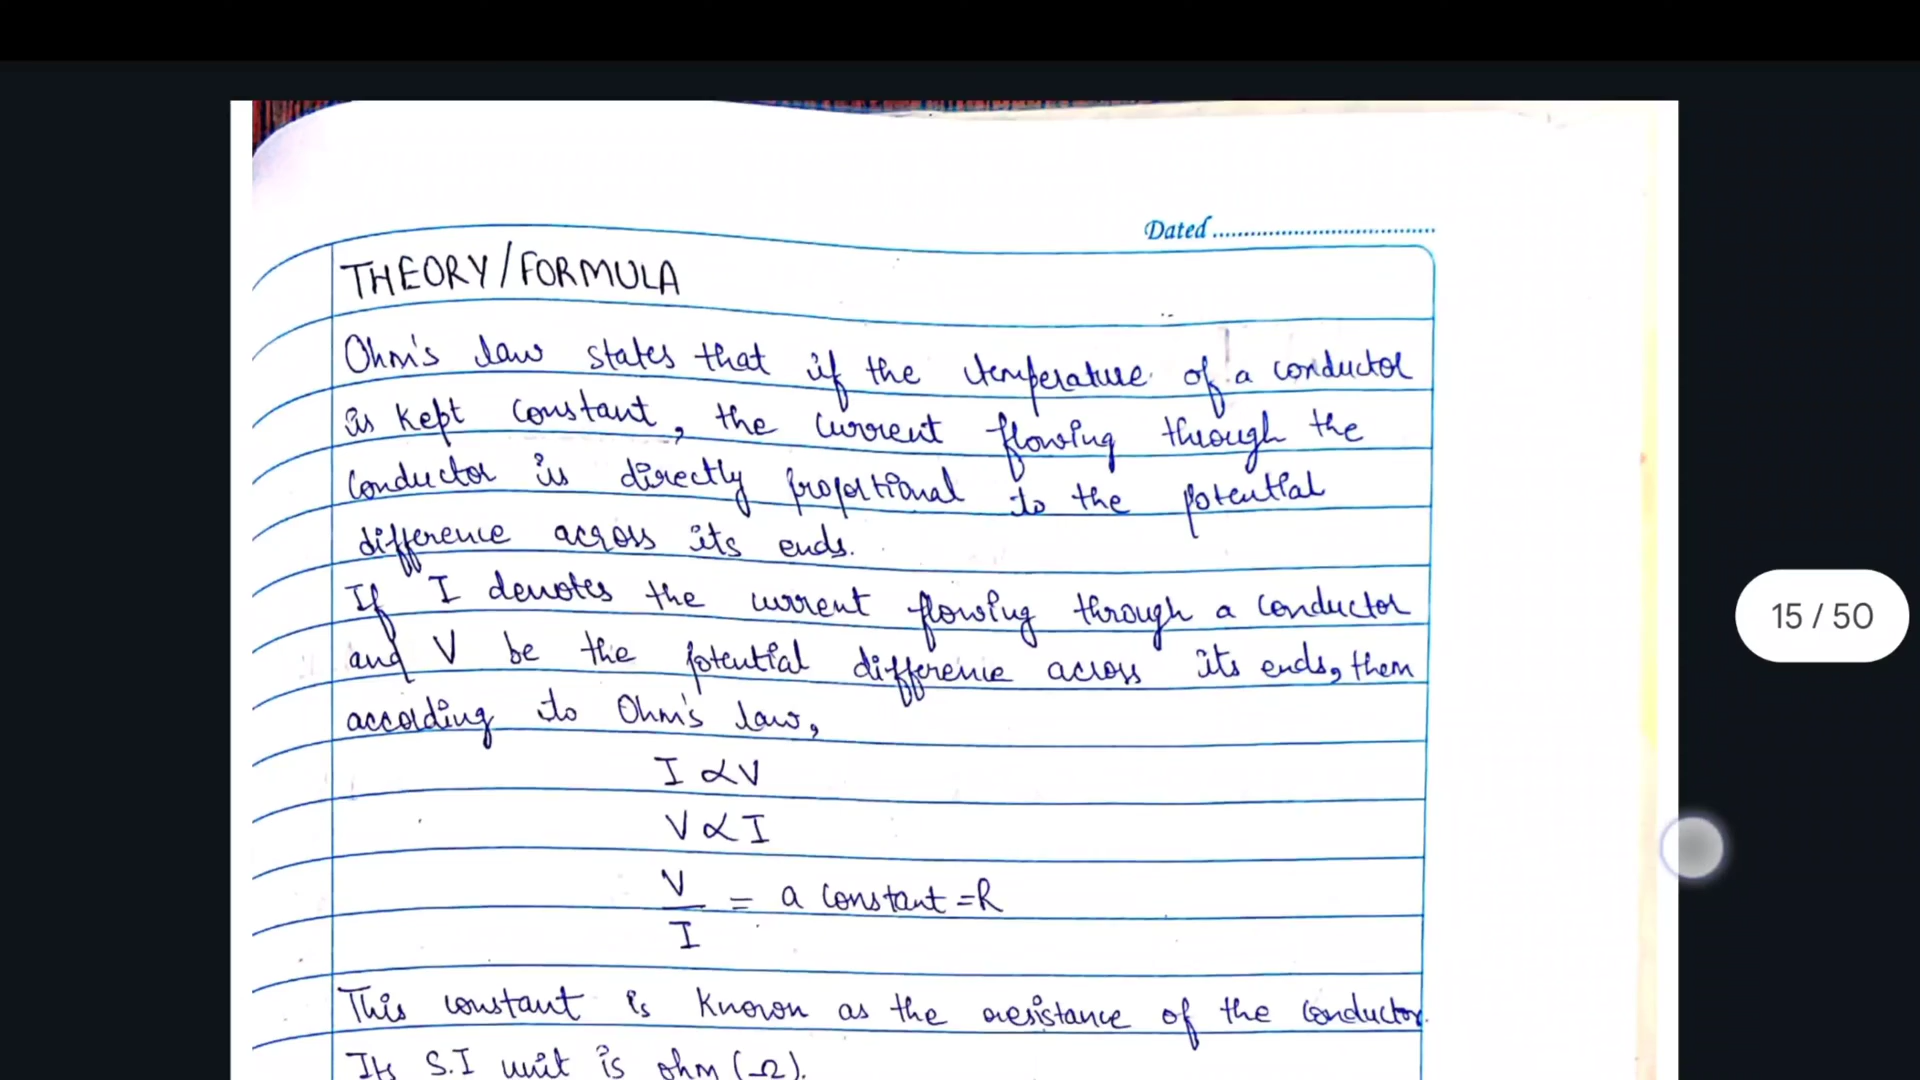 Dated
THEORY/FORMULA
Ohm's law states that if the temperature of a conductor
is kept constant, the current flowing through the
conductor is directly proportional to the potential
difference across its ends.
If I denotes the current flowing through a conductor
and V be the potential difference across its ends, them
according to Ohm's law,
I ∝ V
V ∝ I
V
— = a constant = R
I
This constant is known as the resistance of the conductor.
Its S.I unit is ohm (Ω).
15 / 50